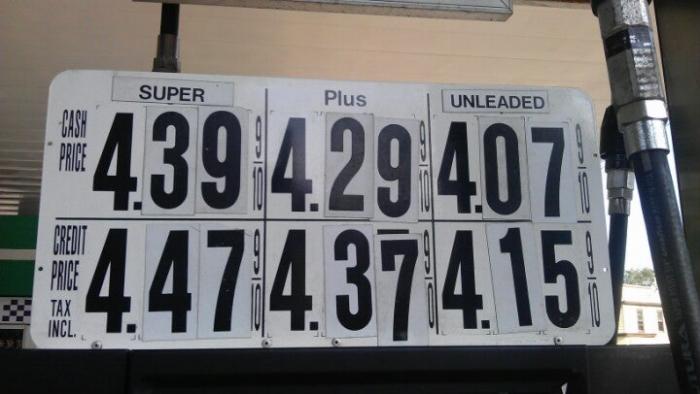 SUPER Plus UNLEADED
CASH PRICE 4.39 9/10 4.29 9/10 4.07 9/10
CREDIT PRICE TAX INCL. 4.47 9/10 4.37 9/10 4.15 9/10